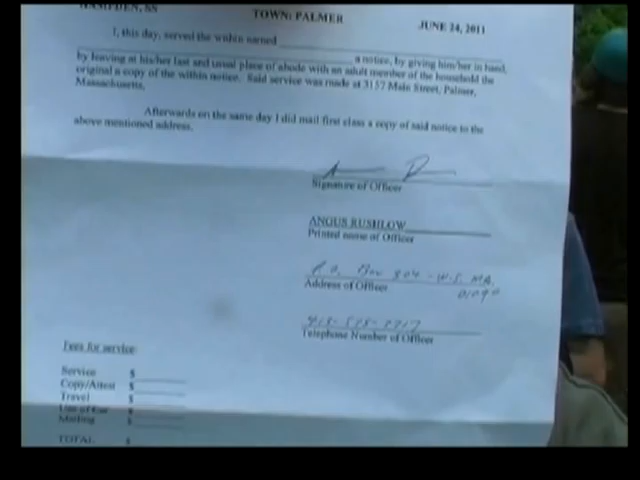 HAMPDEN, SS TOWN: PALMER JUNE 24, 2011
I, this day, served the within named
a notice, by giving him/her in hand,
by leaving at his/her last and usual place of abode with an adult member of the household the
original a copy of the within notice. Said service was made at 3157 Main Street, Palmer,
Massachusetts.
Afterwards on the same day I did mail first class a copy of said notice to the
above mentioned address.
Signature of Officer
ANGUS RUSHLOW
Printed name of Officer
P.O. Box 904 - W.S. MA.
Address of Officer
Telephone Number of Officer
Fees for service
Service $
Copy/Attest $
Travel $
Use of Car $
Mailing $
TOTAL $